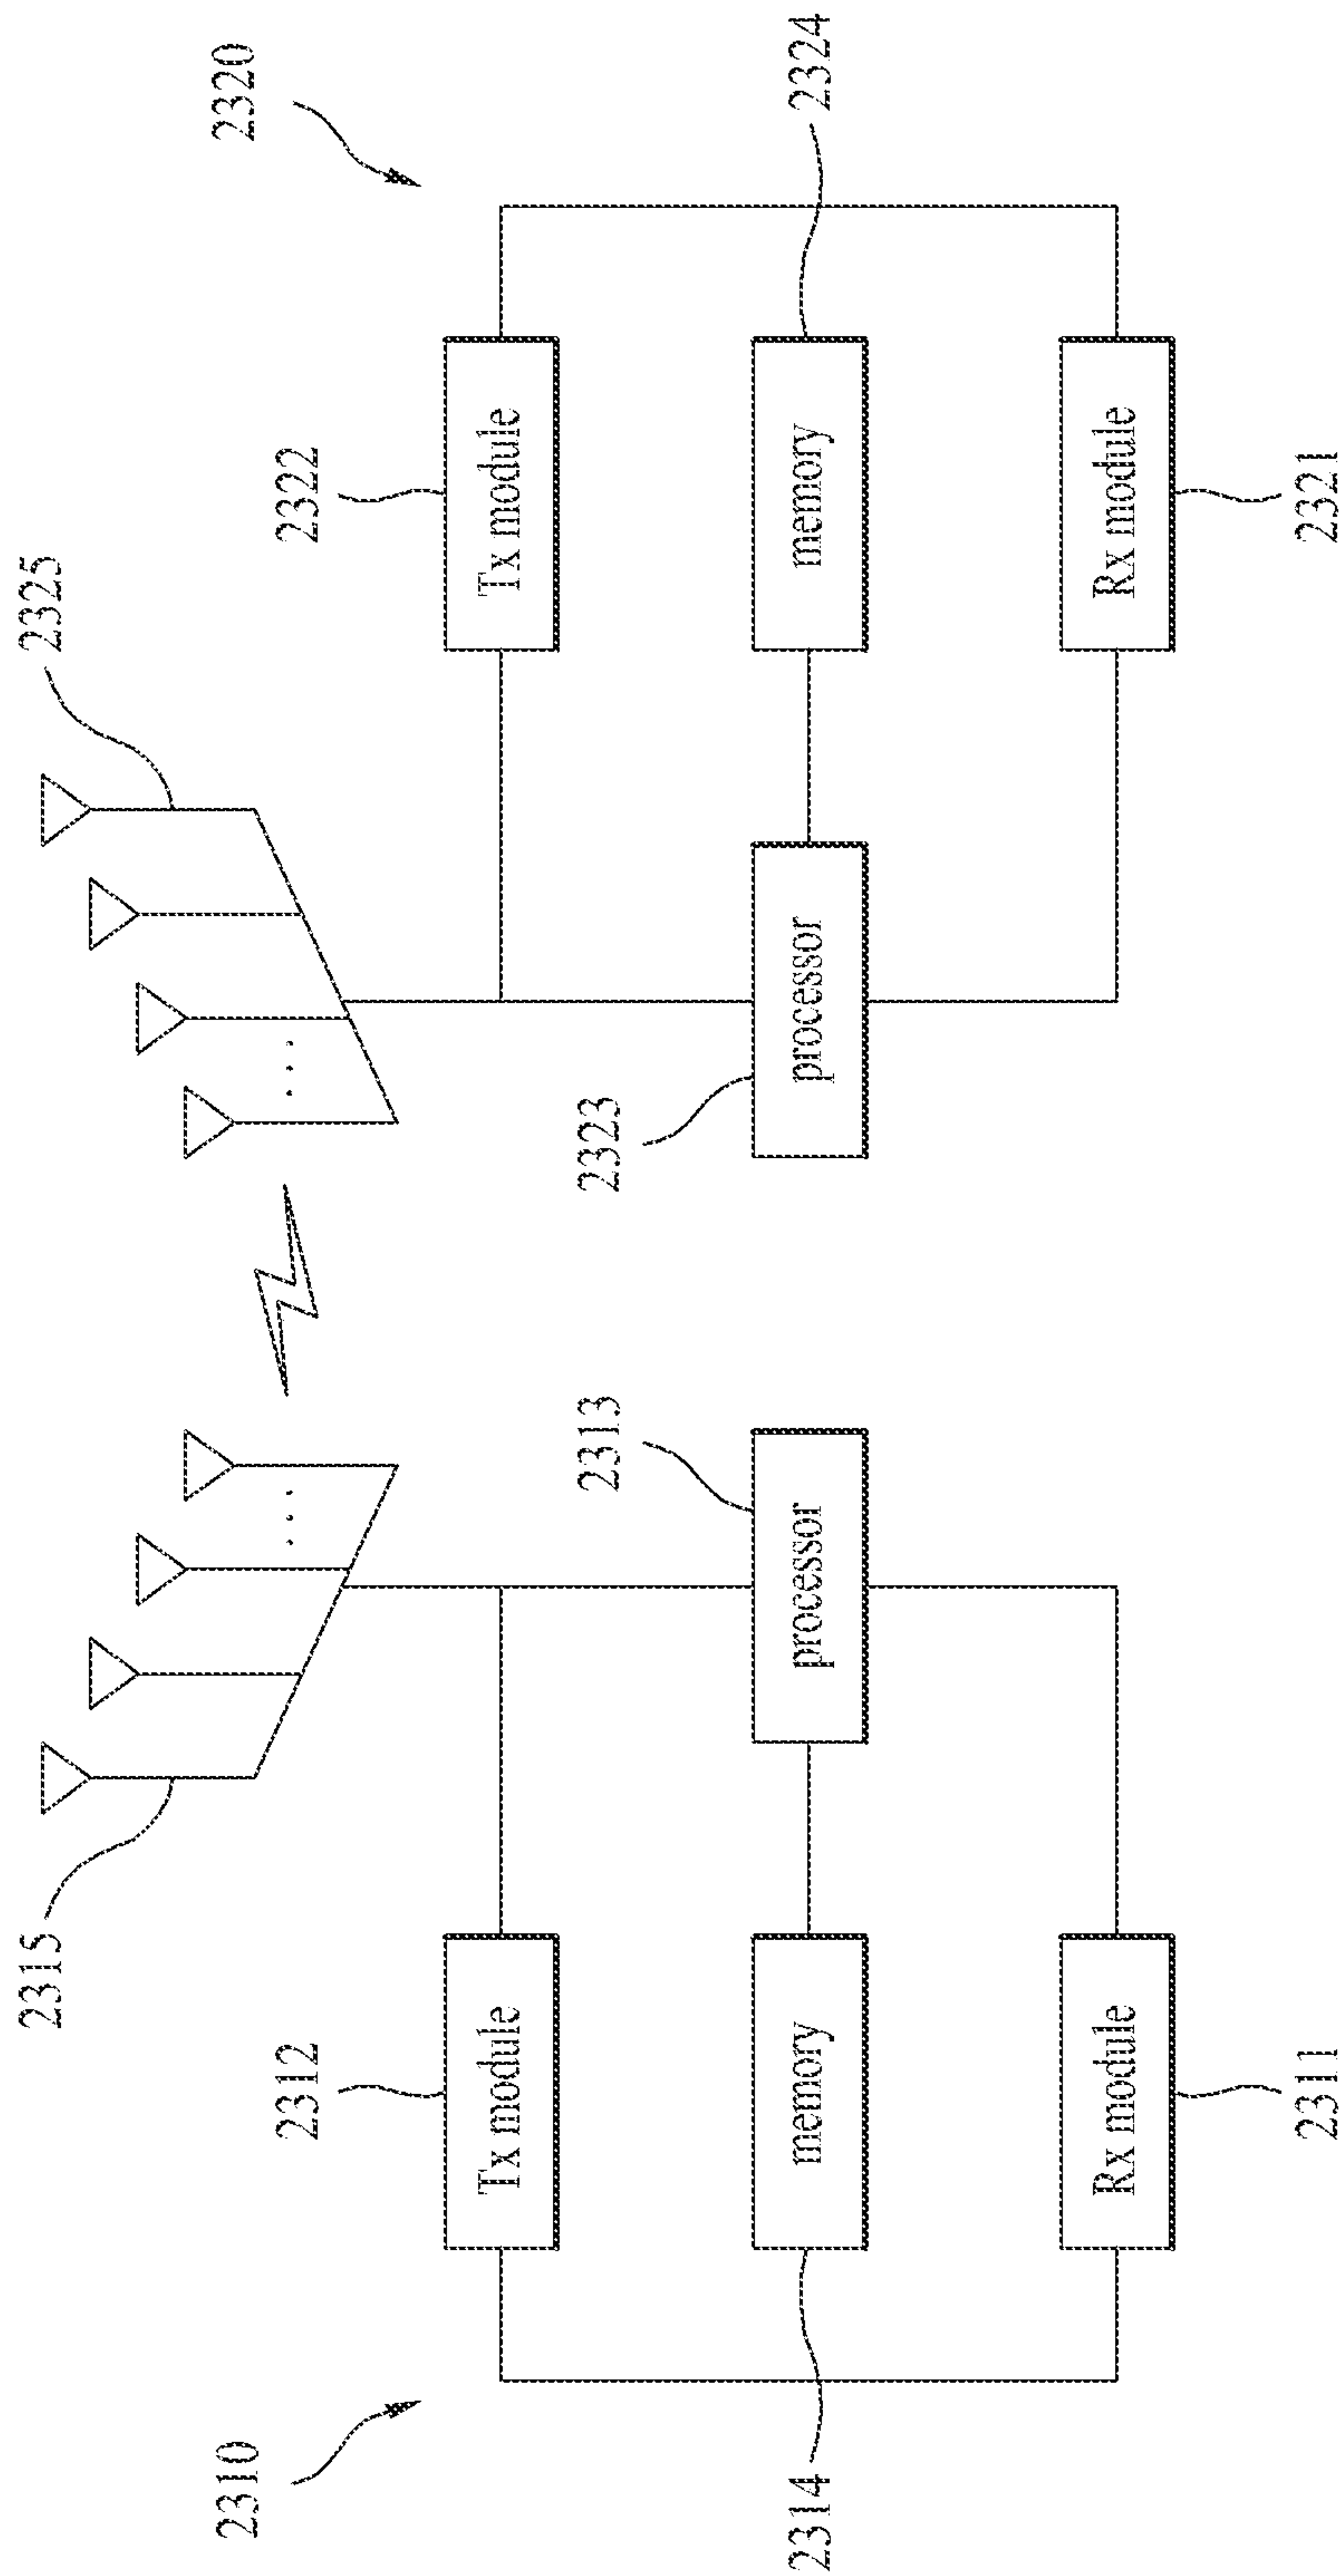 2315
2325
2310
2320
2312
Tx module
2322
Tx module
2313
2323
2314
memory
processor
processor
memory
2324
Rx module
2311
Rx module
2321
. . .
. . .